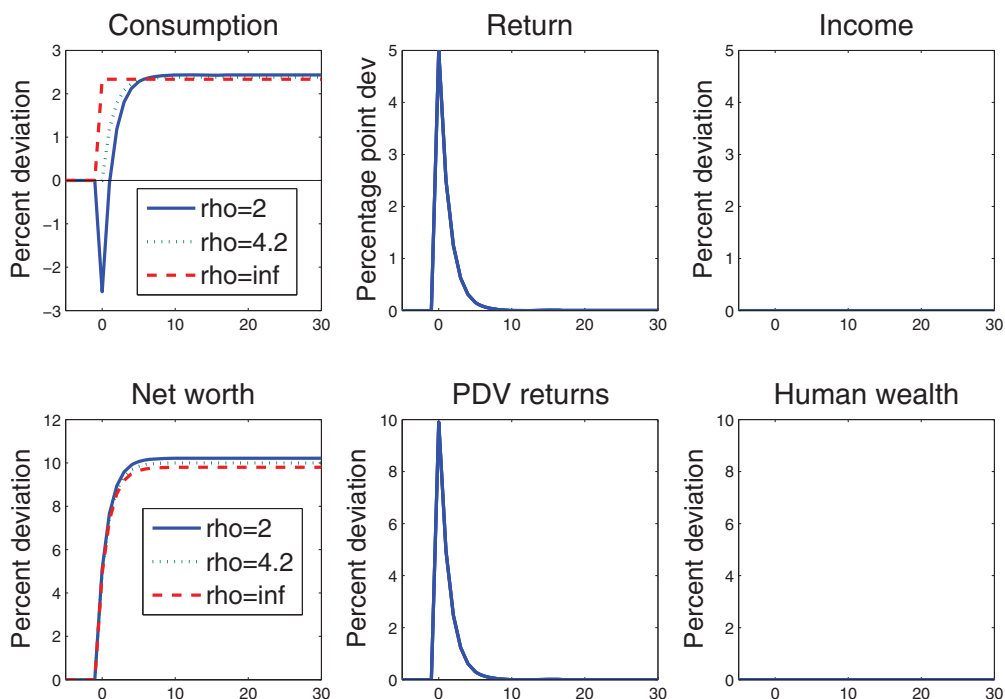 Consumption
Return
Income
Percent deviation
3
2
1
0
−1
−2
−3
0 10 20 30
rho=2
rho=4.2
rho=inf
Percentage point dev
5
4
3
2
1
0
0 10 20 30
Percent deviation
5
4
3
2
1
0
0 10 20 30
Net worth
PDV returns
Human wealth
Percent deviation
12
10
8
6
4
2
0
0 10 20 30
rho=2
rho=4.2
rho=inf
Percent deviation
10
8
6
4
2
0
0 10 20 30
Percent deviation
10
8
6
4
2
0
0 10 20 30